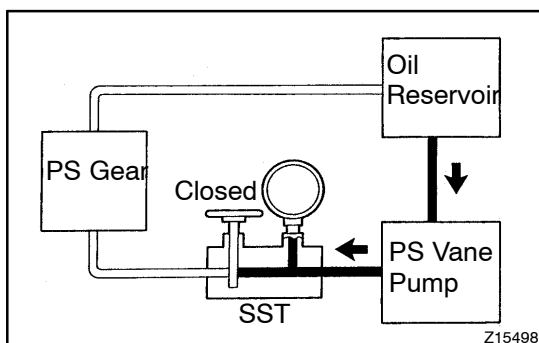 Oil
Reservoir
PS Gear
Closed
PS Vane
Pump
SST
Z15498